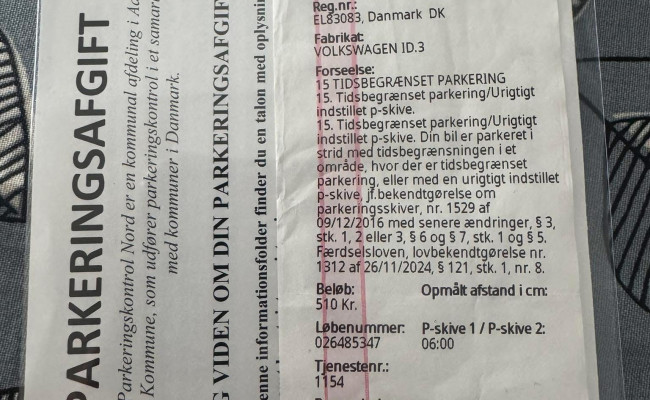 PARKERINGSAFGIFT
Parkeringskontrol Nord er en kommunal afdeling i
Kommune, som udfører parkeringskontrol i et
med kommuner i Danmark.
VIDEN OM DIN PARKERINGSAFGIF
informationsfolder finder du en talon med
Reg.nr.:
EL83083, Danmark DK
Fabrikat:
VOLKSWAGEN ID.3
Forseelse:
15 TIDSBEGRÆNSET PARKERING
15. Tidsbegrænset parkering/Urigtigt
indstillet p-skive.
15. Tidsbegrænset parkering/Urigtigt
indstillet p-skive. Din bil er parkeret i
strid med tidsbegrænsningen i et
område, hvor der er tidsbegrænset
parkering, eller med en urigtigt indstillet
p-skive, jf.bekendtgørelse om
parkeringsskiver, nr. 1529 af
09/12/2016 med senere ændringer, § 3,
stk. 1, 2 eller 3, § 6 og § 7, stk. 1 og § 5.
Færdselsloven, lovbekendtgørelse nr.
1312 af 26/11/2024, § 121, stk. 1, nr. 8.
Beløb: Opmålt afstand i cm:
510 Kr.
Løbenummer: P-skive 1 / P-skive 2:
026485347 06:00
Tjenestenr.:
1154